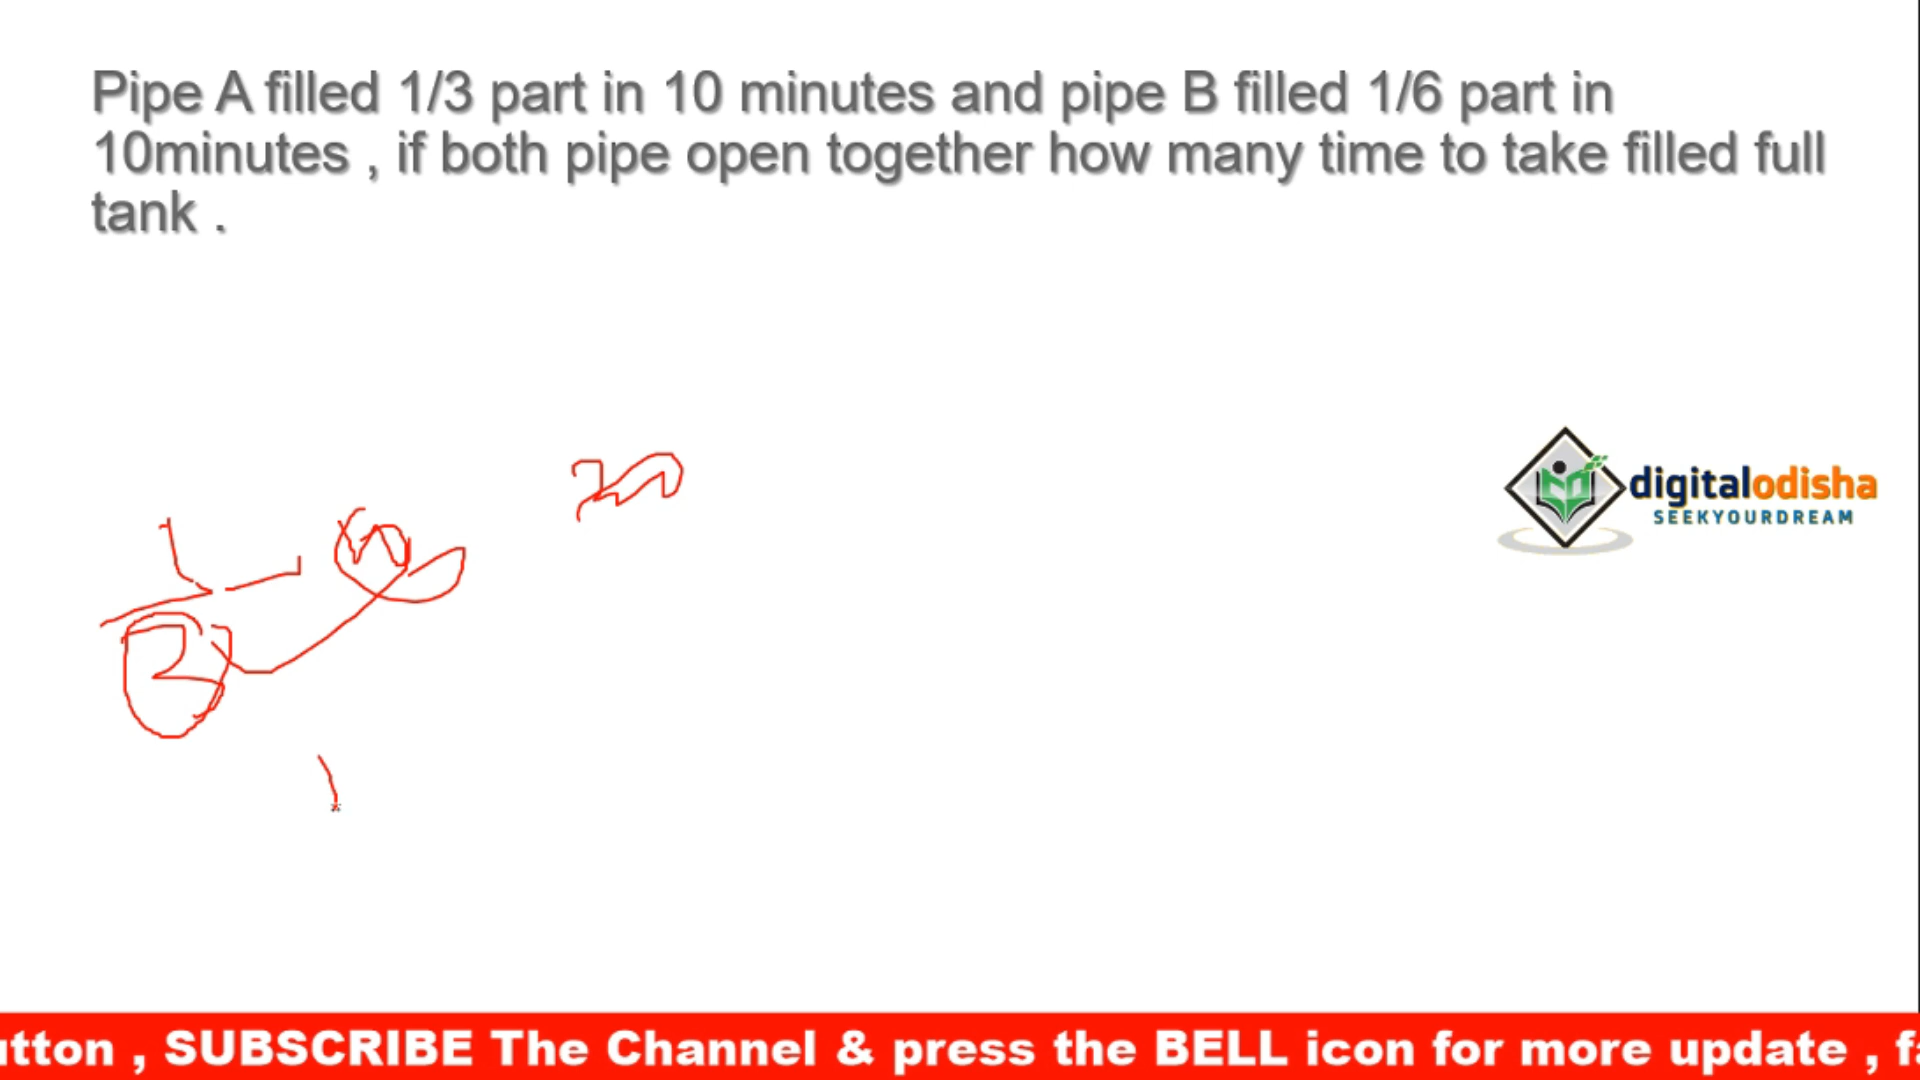 Pipe A filled 1/3 part in 10 minutes and pipe B filled 1/6 part in
10minutes , if both pipe open together how many time to take filled full
tank .
digitalodisha
SEEKYOURDREAM
tton , SUBSCRIBE The Channel & press the BELL icon for more update , fa